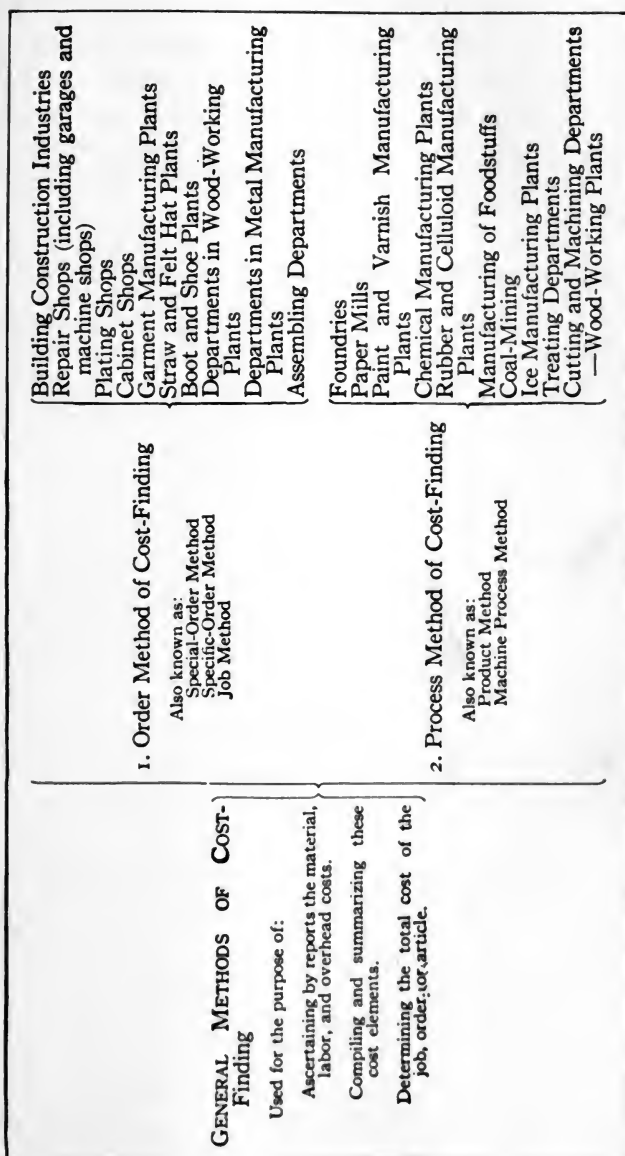 GENERAL METHODS OF COST-
Finding
Used for the purpose of:
Ascertaining by reports the material,
labor, and overhead costs.
Compiling and summarizing these
cost elements.
Determining the total cost of the
job, order, or article.
1. Order Method of Cost-Finding
Also known as:
Special-Order Method
Specific-Order Method
Job Method
Building Construction Industries
Repair Shops (including garages and
machine shops)
Plating Shops
Cabinet Shops
Garment Manufacturing Plants
Straw and Felt Hat Plants
Boot and Shoe Plants
Departments in Wood-Working
Plants
Departments in Metal Manufacturing
Plants
Assembling Departments
2. Process Method of Cost-Finding
Also known as:
Product Method
Machine Process Method
Foundries
Paper Mills
Paint and Varnish Manufacturing
Plants
Chemical Manufacturing Plants
Rubber and Celluloid Manufacturing
Plants
Manufacturing of Foodstuffs
Coal-Mining
Ice Manufacturing Plants
Treating Departments
Cutting and Machining Departments
—Wood-Working Plants